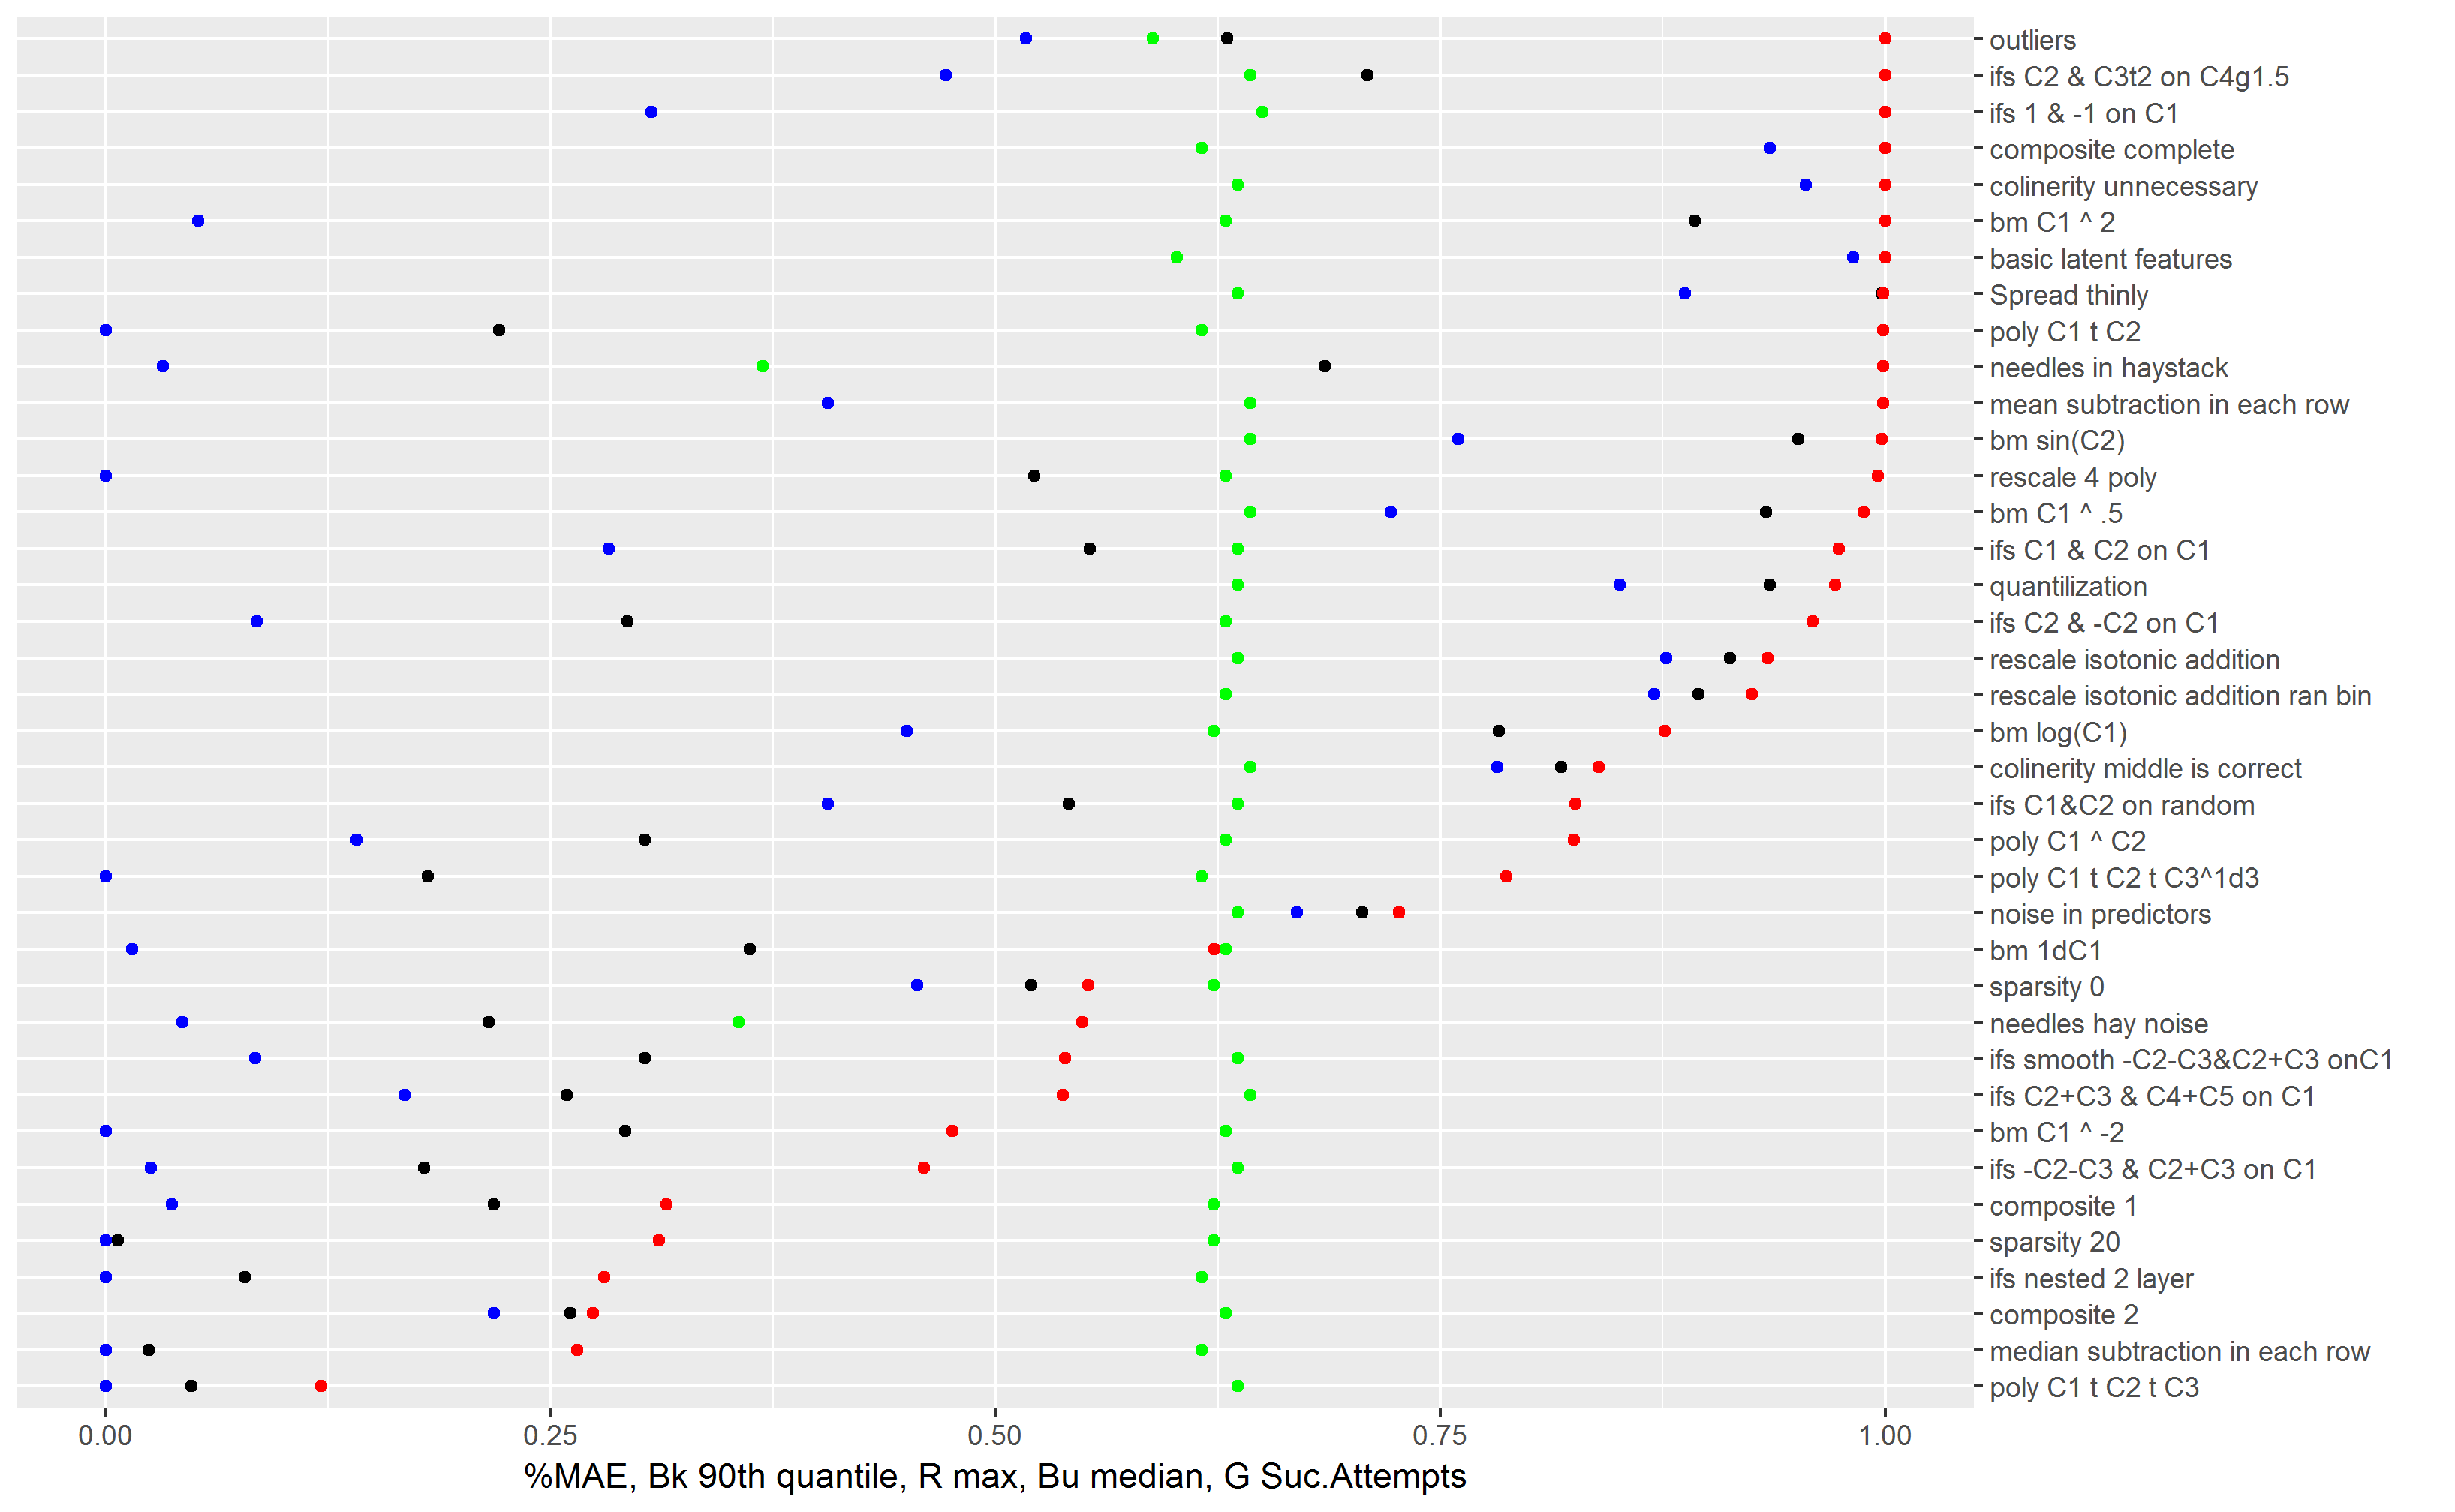 outliers
ifs C2 & C3t2 on C4g1.5
ifs 1 & -1 on C1
composite complete
colinerity unnecessary
bm C1 ^ 2
basic latent features
Spread thinly
poly C1 t C2
needles in haystack
mean subtraction in each row
bm sin(C2)
rescale 4 poly
bm C1 ^ .5
ifs C1 & C2 on C1
quantilization
ifs C2 & -C2 on C1
rescale isotonic addition
rescale isotonic addition ran bin
bm log(C1)
colinerity middle is correct
ifs C1&C2 on random
poly C1 ^ C2
poly C1 t C2 t C3^1d3
noise in predictors
bm 1dC1
sparsity 0
needles hay noise
ifs smooth -C2-C3&C2+C3 onC1
ifs C2+C3 & C4+C5 on C1
bm C1 ^ -2
ifs -C2-C3 & C2+C3 on C1
composite 1
sparsity 20
ifs nested 2 layer
composite 2
median subtraction in each row
poly C1 t C2 t C3
0.00 0.25 0.50 0.75 1.00
%MAE, Bk 90th quantile, R max, Bu median, G Suc.Attempts